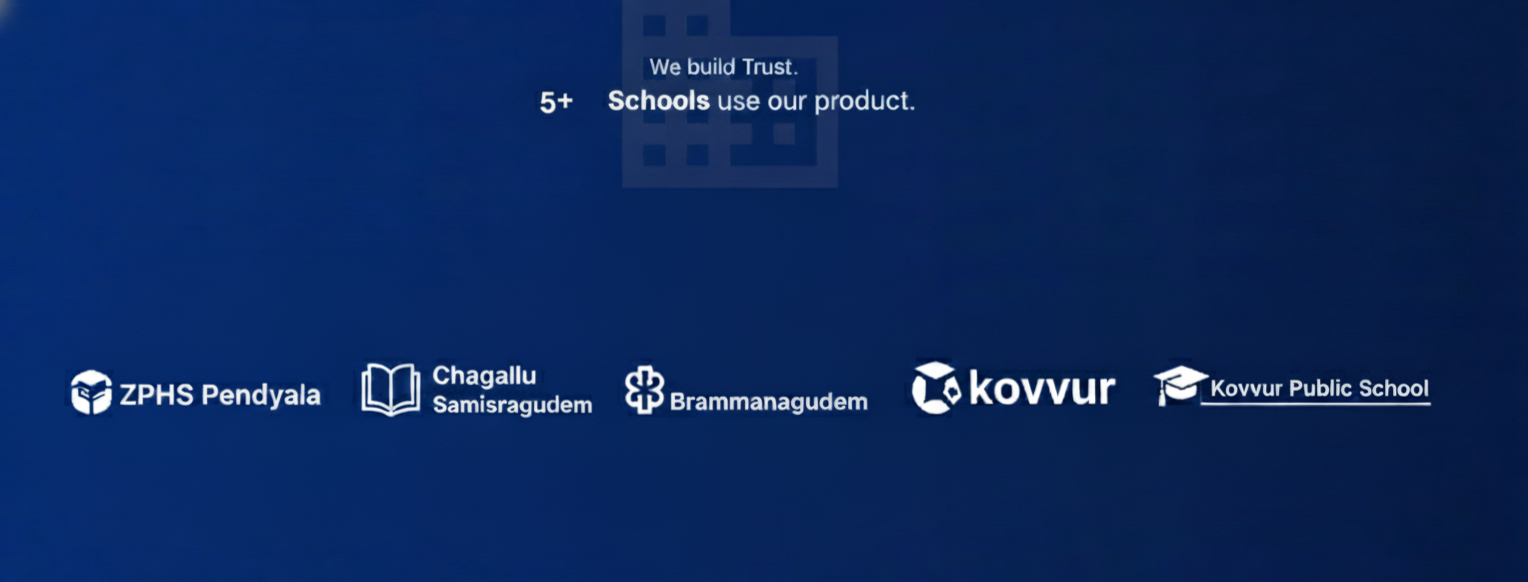 We build Trust.
5+ Schools use our product.
ZPHS Pendyala
Chagallu
Samisragudem
Brammanagudem
kovvur
Kovvur Public School